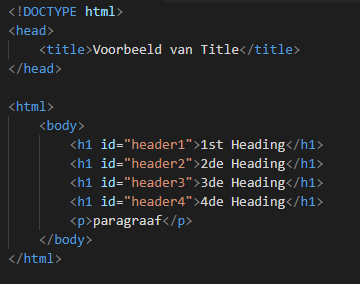 <!DOCTYPE html>
<head>
    <title>Voorbeeld van Title</title>
</head>

<html>
    <body>
        <h1 id="header1">1st Heading</h1>
        <h1 id="header2">2de Heading</h1>
        <h1 id="header3">3de Heading</h1>
        <h1 id="header4">4de Heading</h1>
        <p>paragraaf</p>
    </body>
</html>